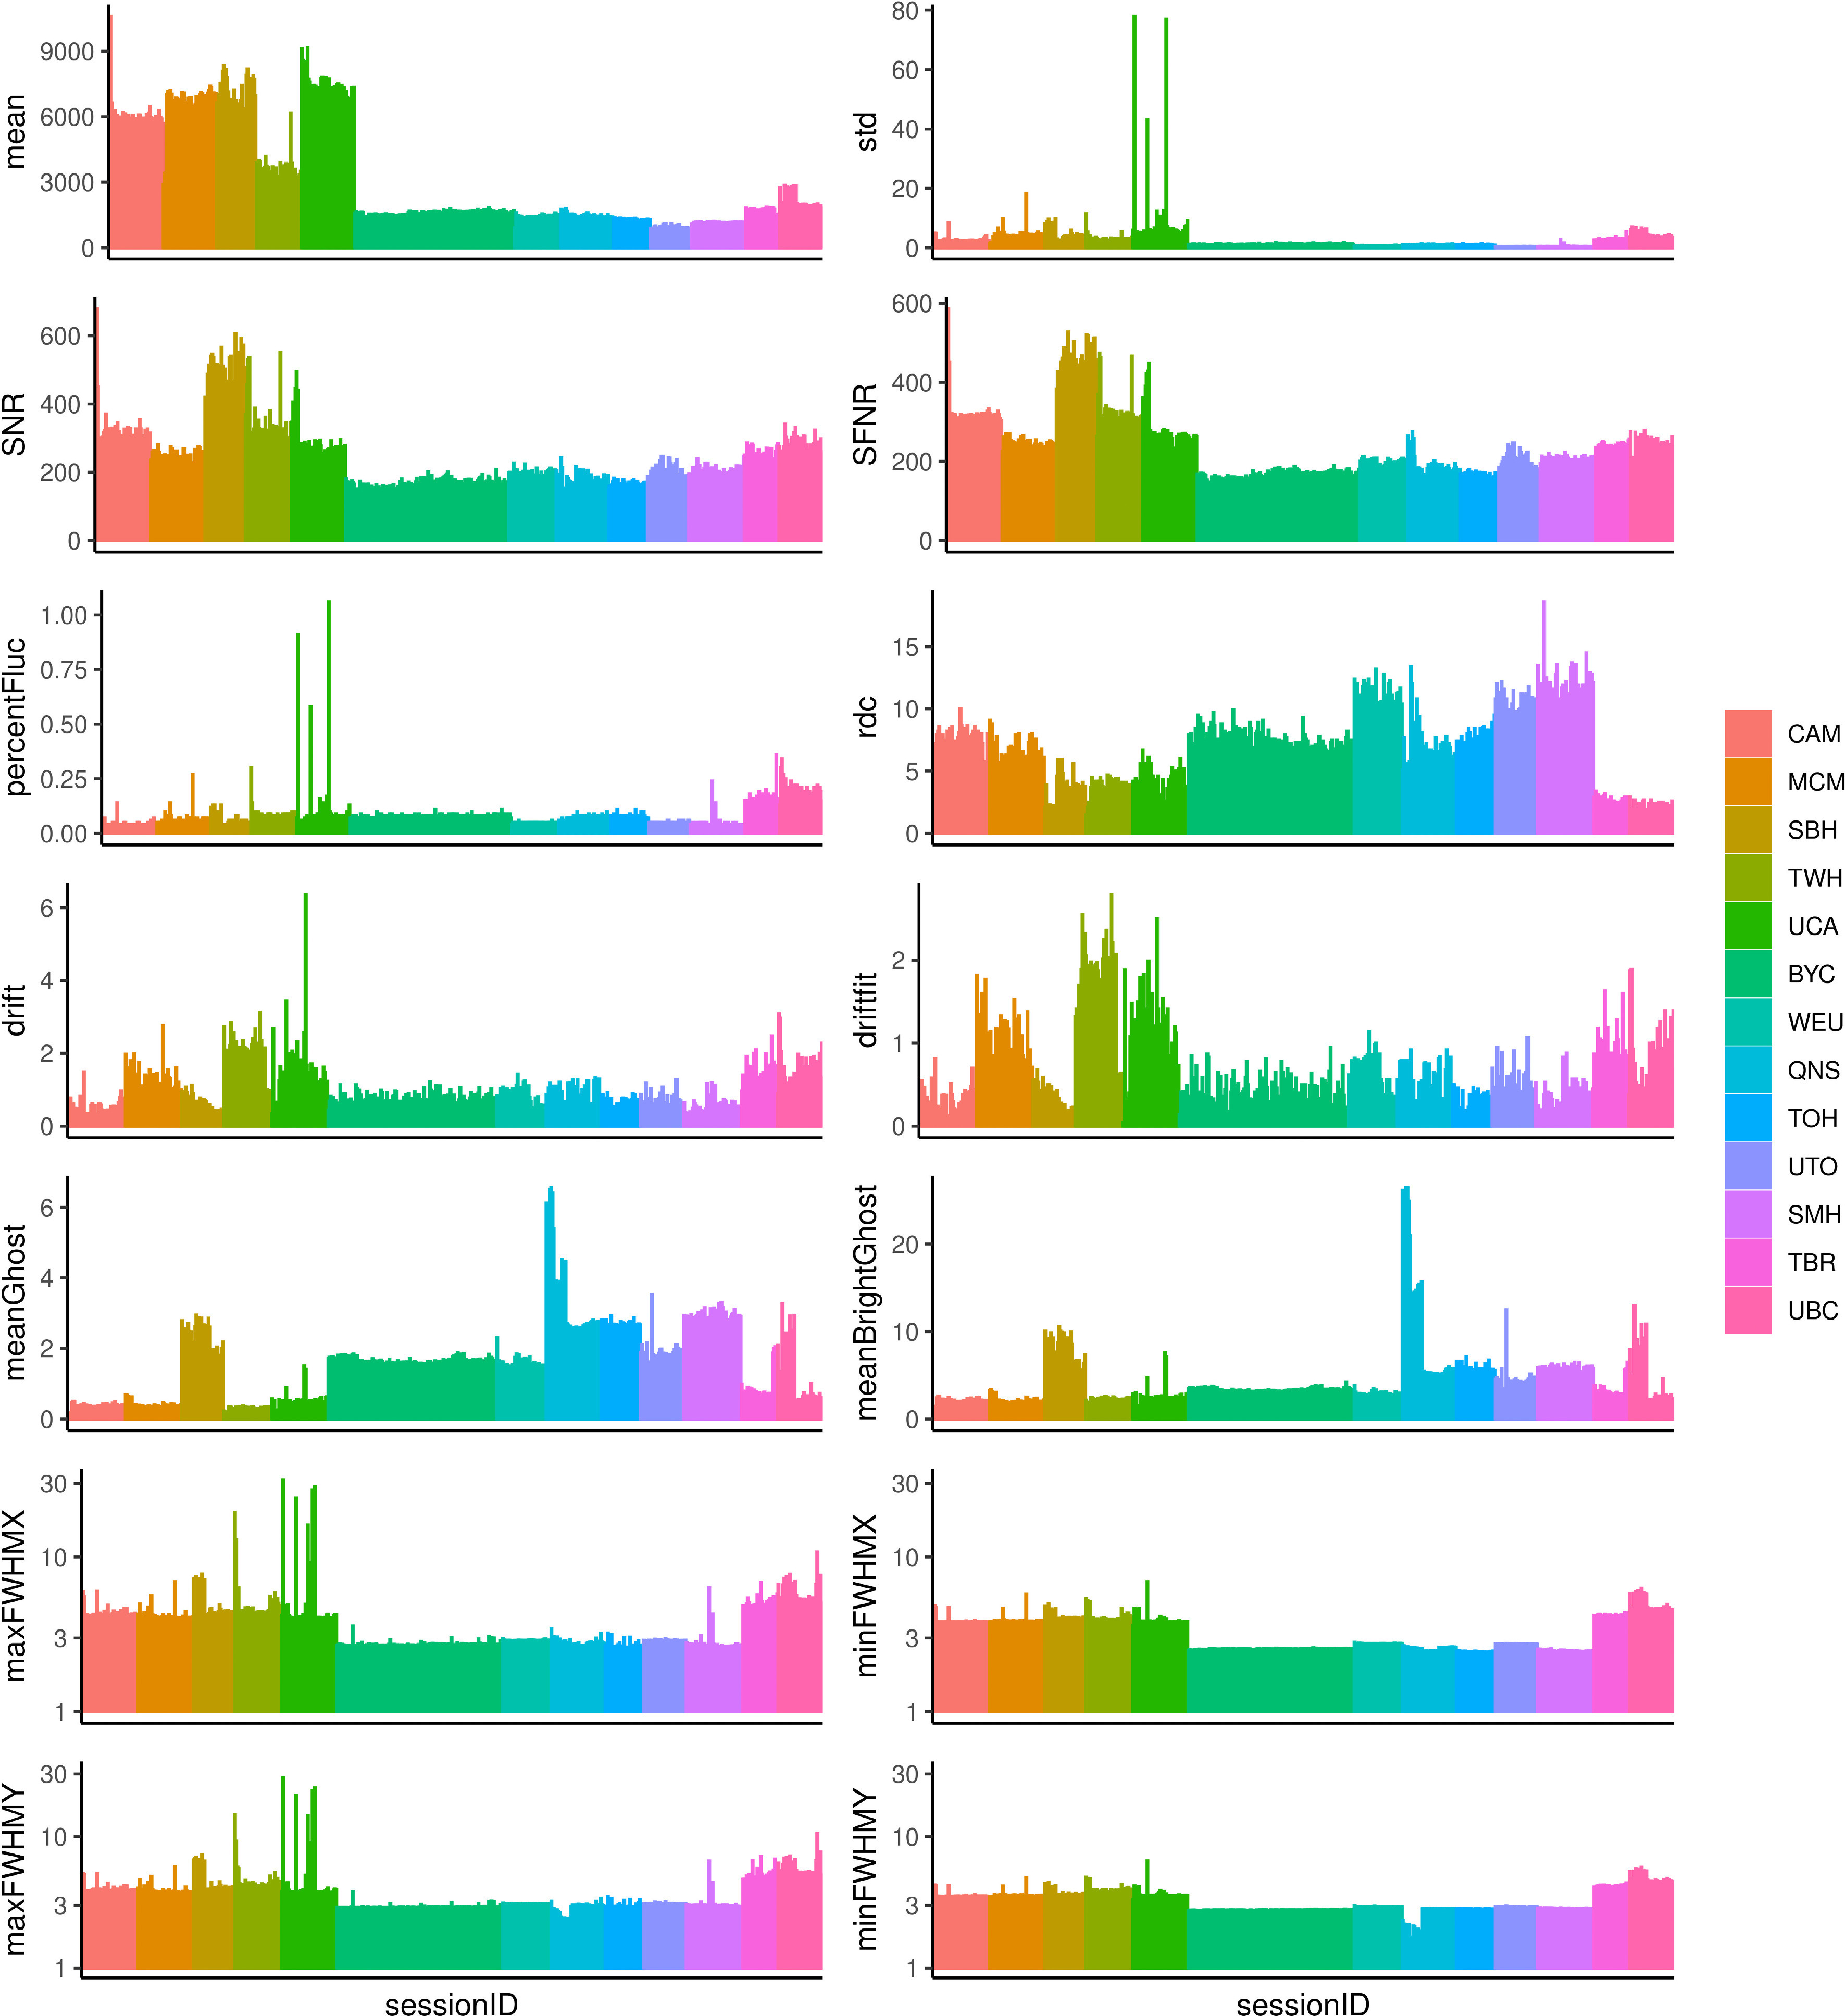 mean
9000
6000
3000
0
std
80
60
40
20
0
SNR
600
400
200
0
SFNR
600
400
200
0
percentFluc
1.00
0.75
0.50
0.25
0.00
rdc
15
10
5
0
drift
6
4
2
0
driftfit
2
1
0
meanGhost
6
4
2
0
meanBrightGhost
20
10
0
maxFWHMX
30
10
3
1
minFWHMX
30
10
3
1
maxFWHMY
30
10
3
1
minFWHMY
30
10
3
1
sessionID
sessionID
CAM
MCM
SBH
TWH
UCA
BYC
WEU
QNS
TOH
UTO
SMH
TBR
UBC